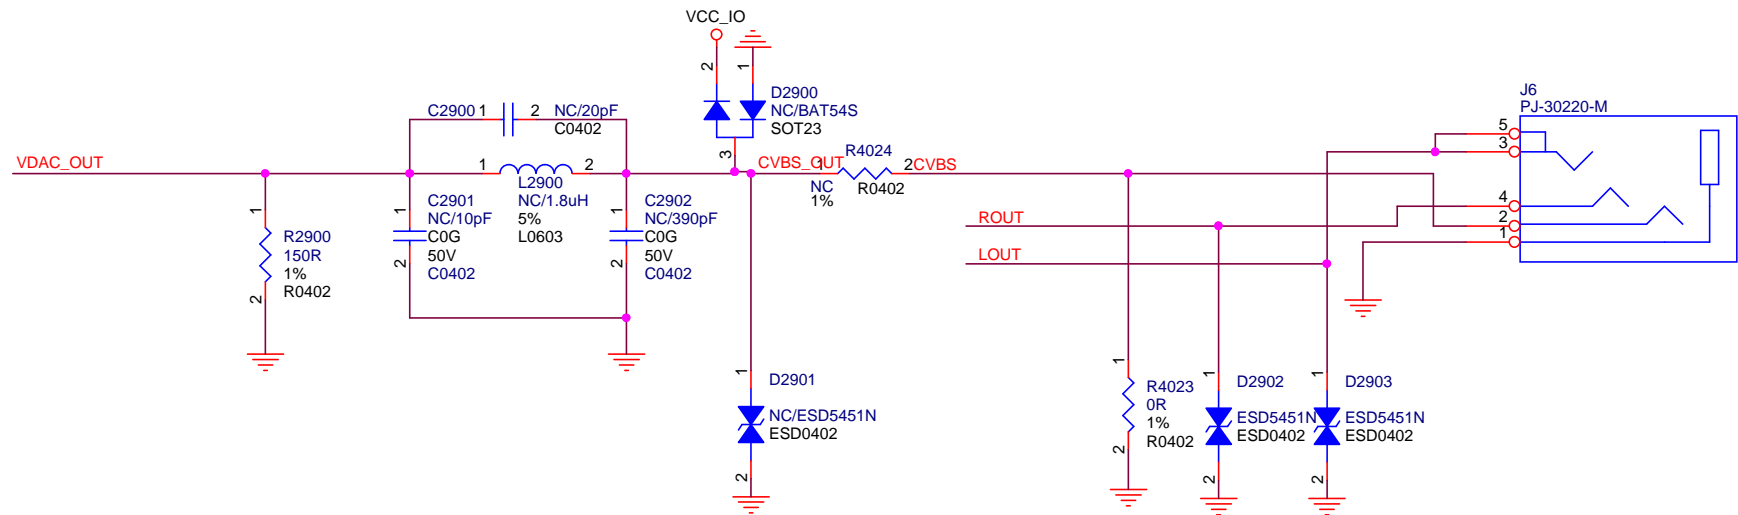 VCC_IO
2
1
D2900
NC/BAT54S
SOT23
3
C2900
1
2
NC/20pF
C0402
VDAC_OUT
1
2
L2900
NC/1.8uH
5%
L0603
CVBS_OUT
1
R4024
2
CVBS
NC
1%
R0402
1
R2900
150R
1%
R0402
2
1
C2901
NC/10pF
C0G
50V
C0402
2
1
C2902
NC/390pF
C0G
50V
C0402
2
1
D2901
NC/ESD5451N
ESD0402
2
J6
PJ-30220-M
5
3
4
2
1
ROUT
LOUT
1
R4023
0R
1%
R0402
2
1
D2902
ESD5451N
ESD0402
2
1
D2903
ESD5451N
ESD0402
2